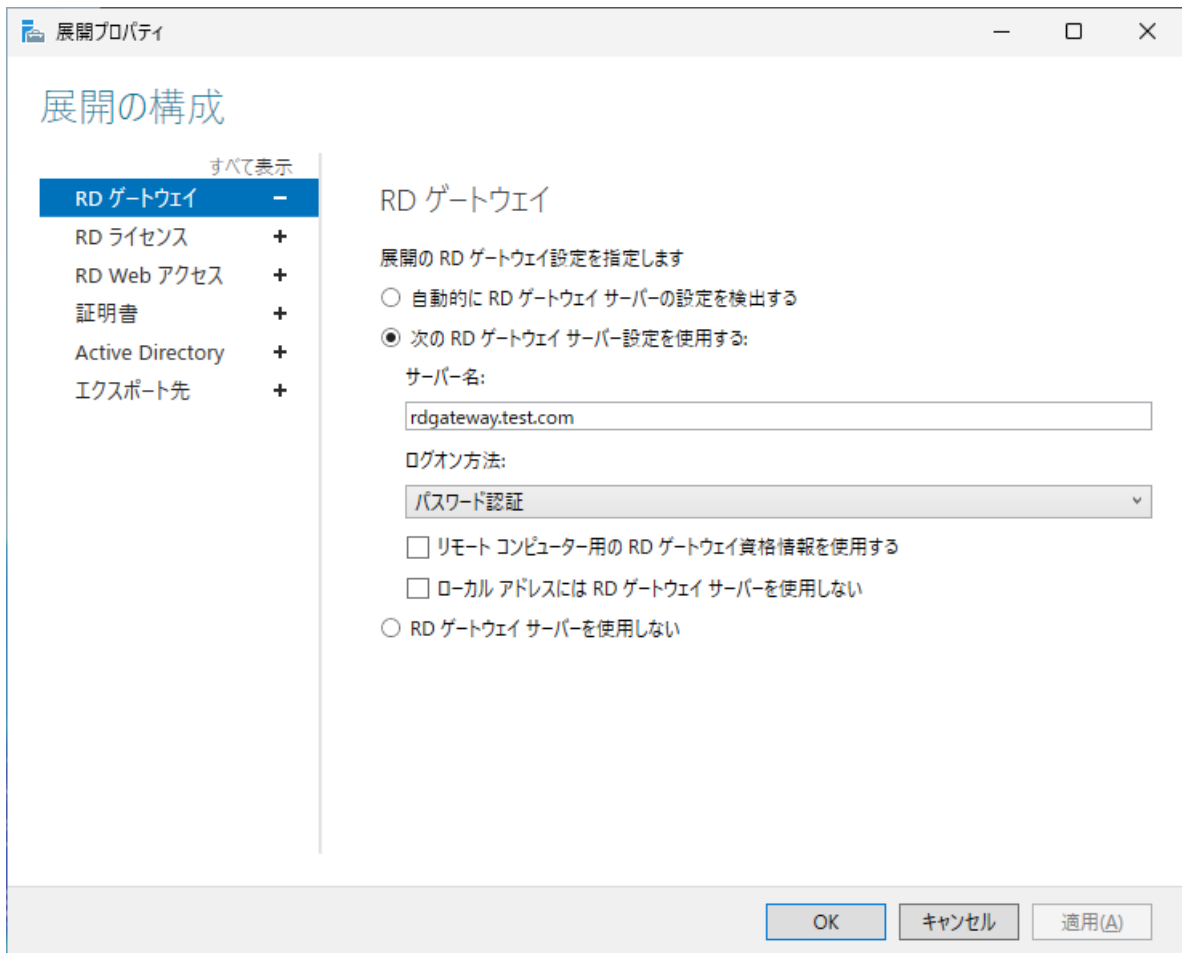 展開プロパティ
展開の構成
すべて表示
RD ゲートウェイ
RD ライセンス
RD Web アクセス
証明書
Active Directory
エクスポート先
RD ゲートウェイ
展開の RD ゲートウェイ設定を指定します
自動的に RD ゲートウェイ サーバーの設定を検出する
次の RD ゲートウェイ サーバー設定を使用する:
サーバー名:
rdgateway.test.com
ログオン方法:
パスワード認証
リモート コンピューター用の RD ゲートウェイ資格情報を使用する
ローカル アドレスには RD ゲートウェイ サーバーを使用しない
RD ゲートウェイ サーバーを使用しない
OK キャンセル 適用(A)